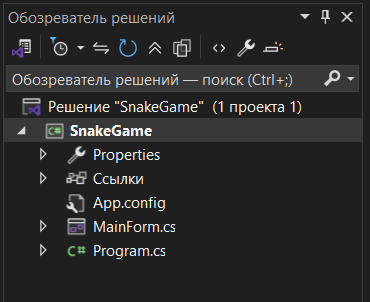 Обозреватель решений
Обозреватель решений — поиск (Ctrl+;)
Решение "SnakeGame" (1 проекта 1)
C# SnakeGame
Properties
Ссылки
App.config
MainForm.cs
C# Program.cs